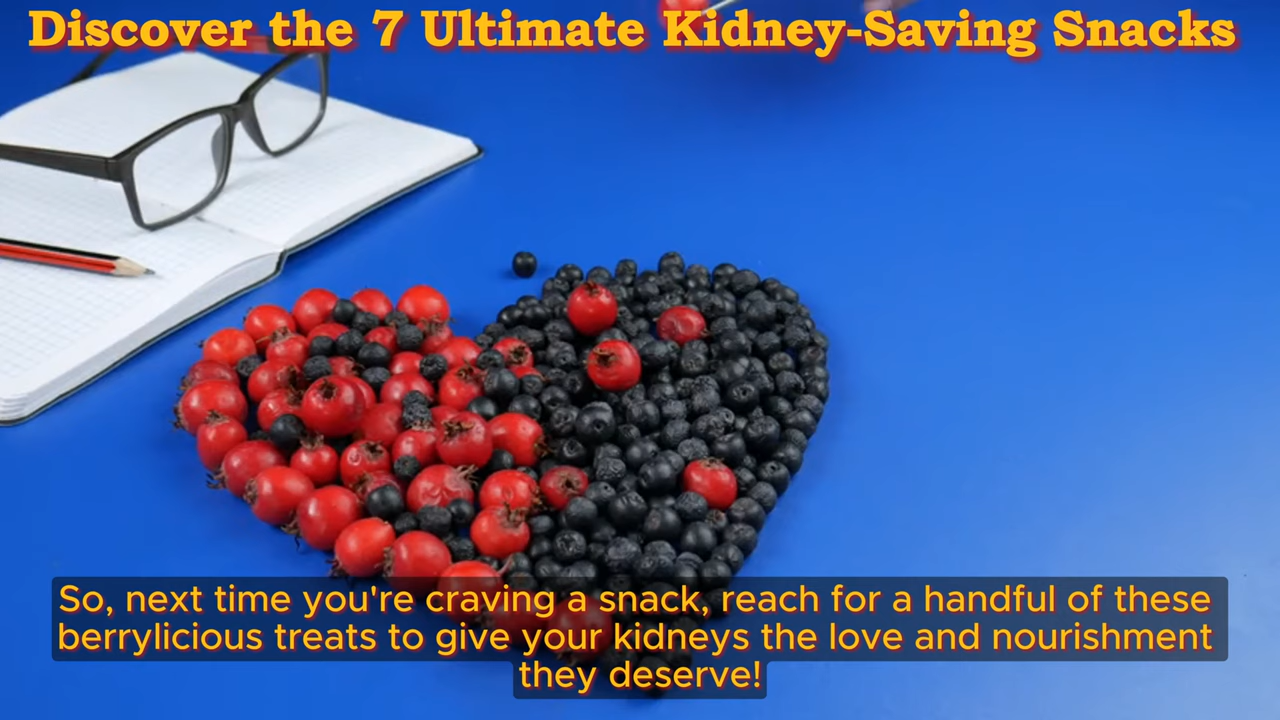 Discover the 7 Ultimate Kidney-Saving Snacks
So, next time you're craving a snack, reach for a handful of these
berrylicious treats to give your kidneys the love and nourishment
they deserve!